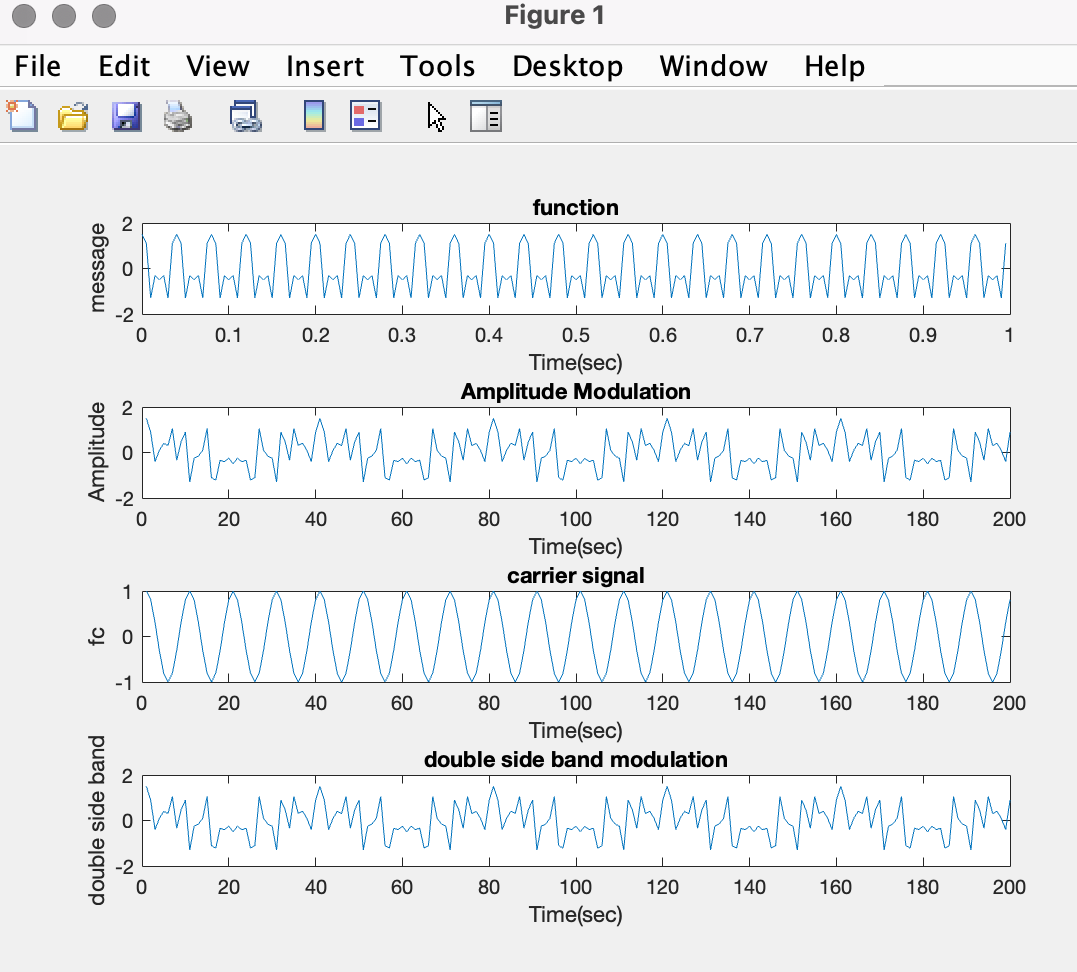 Figure 1
File Edit View Insert Tools Desktop Window Help
function
message
2
0
-2
0 0.1 0.2 0.3 0.4 0.5 0.6 0.7 0.8 0.9 1
Time(sec)
Amplitude Modulation
Amplitude
2
0
-2
0 20 40 60 80 100 120 140 160 180 200
Time(sec)
carrier signal
fc
1
0
-1
0 20 40 60 80 100 120 140 160 180 200
Time(sec)
double side band modulation
double side band
2
0
-2
0 20 40 60 80 100 120 140 160 180 200
Time(sec)